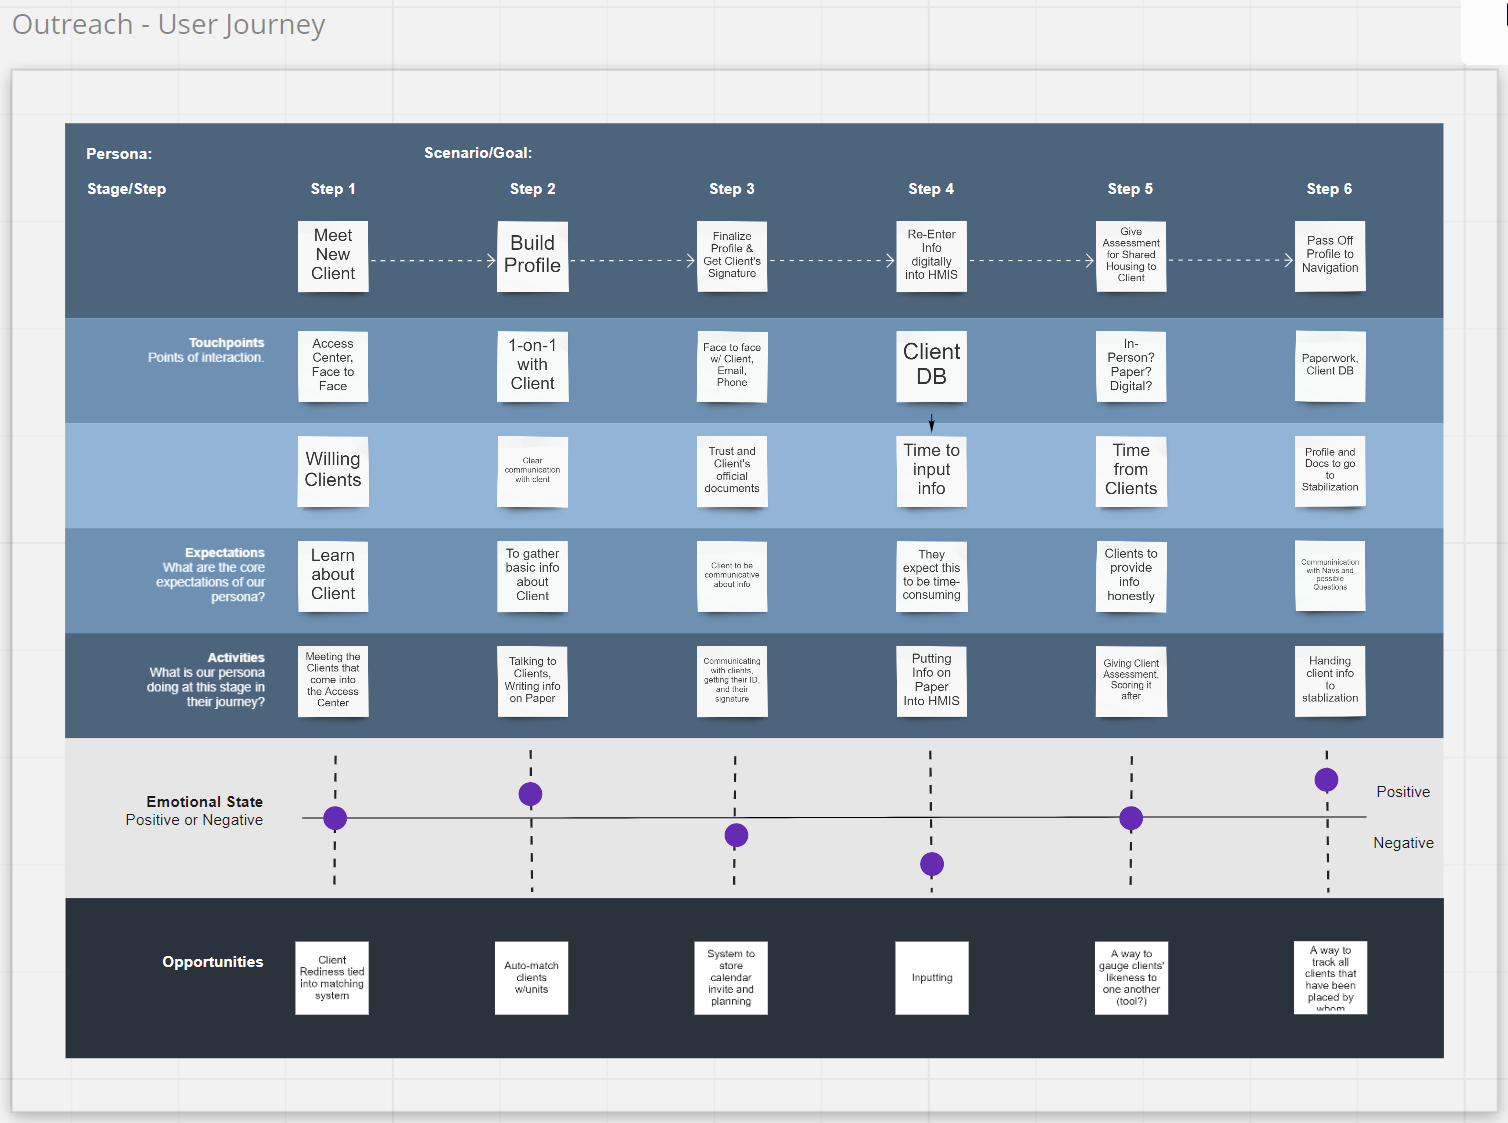 Outreach - User Journey
Persona:
Scenario/Goal:
Stage/Step
Step 1
Step 2
Step 3
Step 4
Step 5
Step 6
Meet
New
Client
Build
Profile
Finalize
Profile &
Get Client's
Signature
Re-Enter
Info
digitally
into HMIS
Give
Assessment
for Shared
Housing to
Client
Pass Off
Profile to
Navigation
Touchpoints
Points of interaction.
Access
Center,
Face to
Face
1-on-1
with
Client
Face to face
w/ Client,
Email,
Phone
Client
DB
In-
Person?
Paper?
Digital?
Paperwork,
Client DB
Willing
Clients
Clear
communication
with client
Trust and
Client's
official
documents
Time to
input
info
Time
from
Clients
Profile and
Docs to go
to
Stabilization
Expectations
What are the core
expectations of our
persona?
Learn
about
Client
To gather
basic info
about
Client
Client to be
communicative
about info
They
expect this
to be time-
consuming
Clients to
provide
info
honestly
Communinication
with Navs and
possible
Questions
Activities
What is our persona
doing at this stage in
their journey?
Meeting the
Clients that
come into
the Access
Center
Talking to
Clients,
Writing info
on Paper
Communicating
with clients,
getting their ID,
and their
signature
Putting
Info on
Paper
Into HMIS
Giving Client
Assessment,
Scoring it
after
Handing
client info
to
stablization
Emotional State
Positive or Negative
Positive
Negative
Opportunities
Client
Rediness tied
into matching
system
Auto-match
clients
w/units
System to
store
calendar
invite and
planning
Inputting
A way to
gauge clients'
likeness to
one another
(tool?)
A way to
track all
clients that
have been
placed by
whom